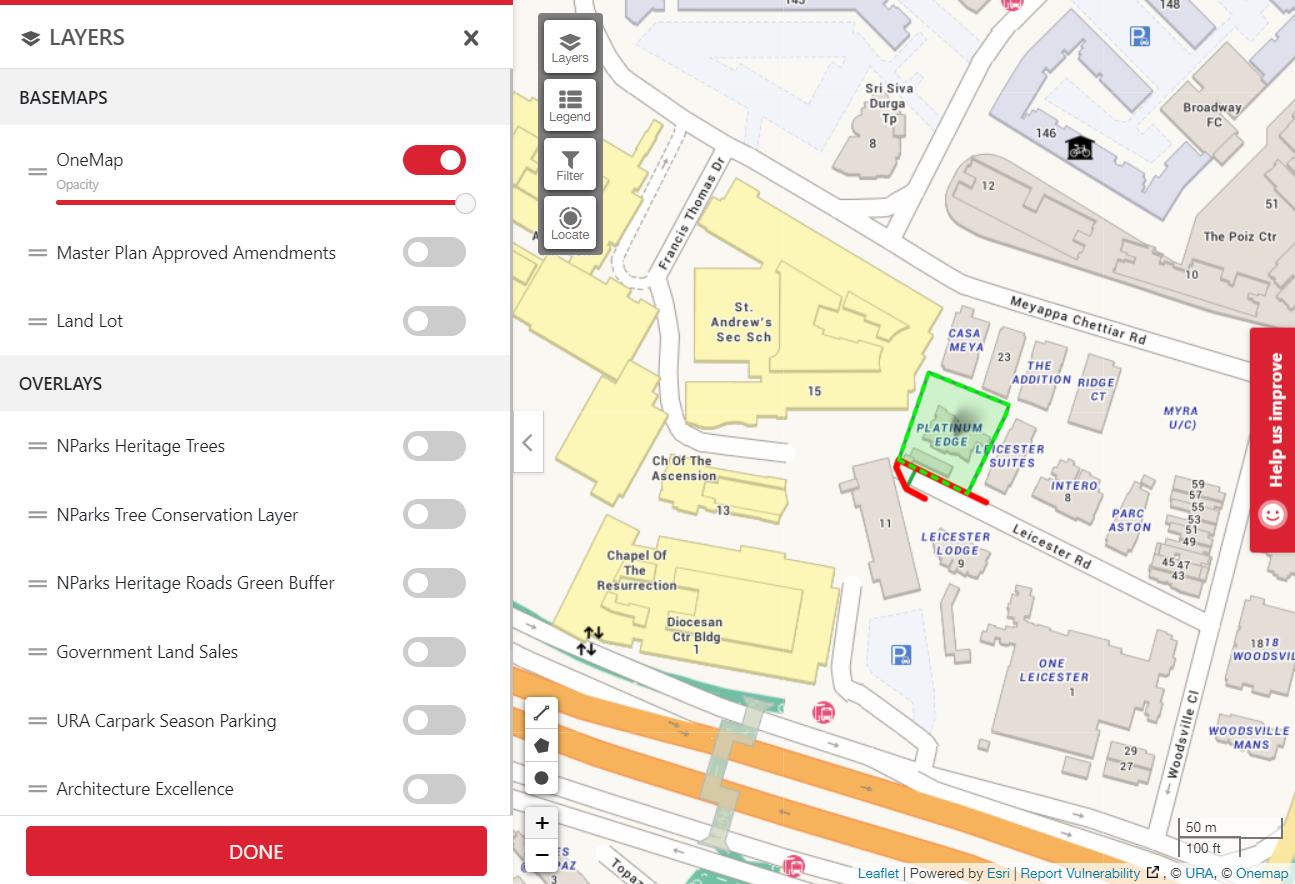 LAYERS
BASEMAPS
OneMap
Opacity
Master Plan Approved Amendments
Land Lot
OVERLAYS
NParks Heritage Trees
NParks Tree Conservation Layer
NParks Heritage Roads Green Buffer
Government Land Sales
URA Carpark Season Parking
Architecture Excellence
DONE
Layers
Legend
Filter
Locate
148
P
Sri Siva
Durga
Tp
8
Broadway
FC
146
12
51
The Poiz Ctr
10
Francis Thomas Dr
Meyappa Chettiar Rd
St.
Andrew's
Sec Sch
15
CASA
MEYA
23
THE
ADDITION
RIDGE
CT
MYRA
U/C)
PLATINUM
EDGE
LEICESTER
SUITES
INTERO
8
PARC
ASTON
59
57
55
53
51
49
45
47
43
Ch Of The
Ascension
13
11
LEICESTER
LODGE
9
Leicester Rd
Chapel Of
The
Resurrection
Diocesan
Ctr Bldg
1
P
ONE
LEICESTER
1
1818
WOODSVIL
WOODSVILLE
MANS
29
27
Woodsville Cl
Topaz
3
Help us improve
+
−
50 m
100 ft
Leaflet | Powered by Esri | Report Vulnerability , © URA, © Onemap